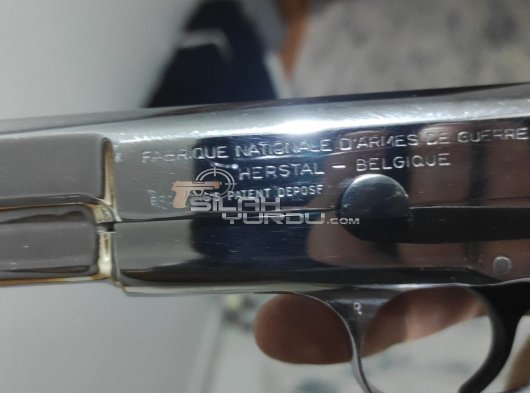 FABRIQUE NATIONALE D'ARMES DE GUERRE
HERSTAL - BELGIQUE
PATENT DEPOSE
SILAH
YURDU.COM
R